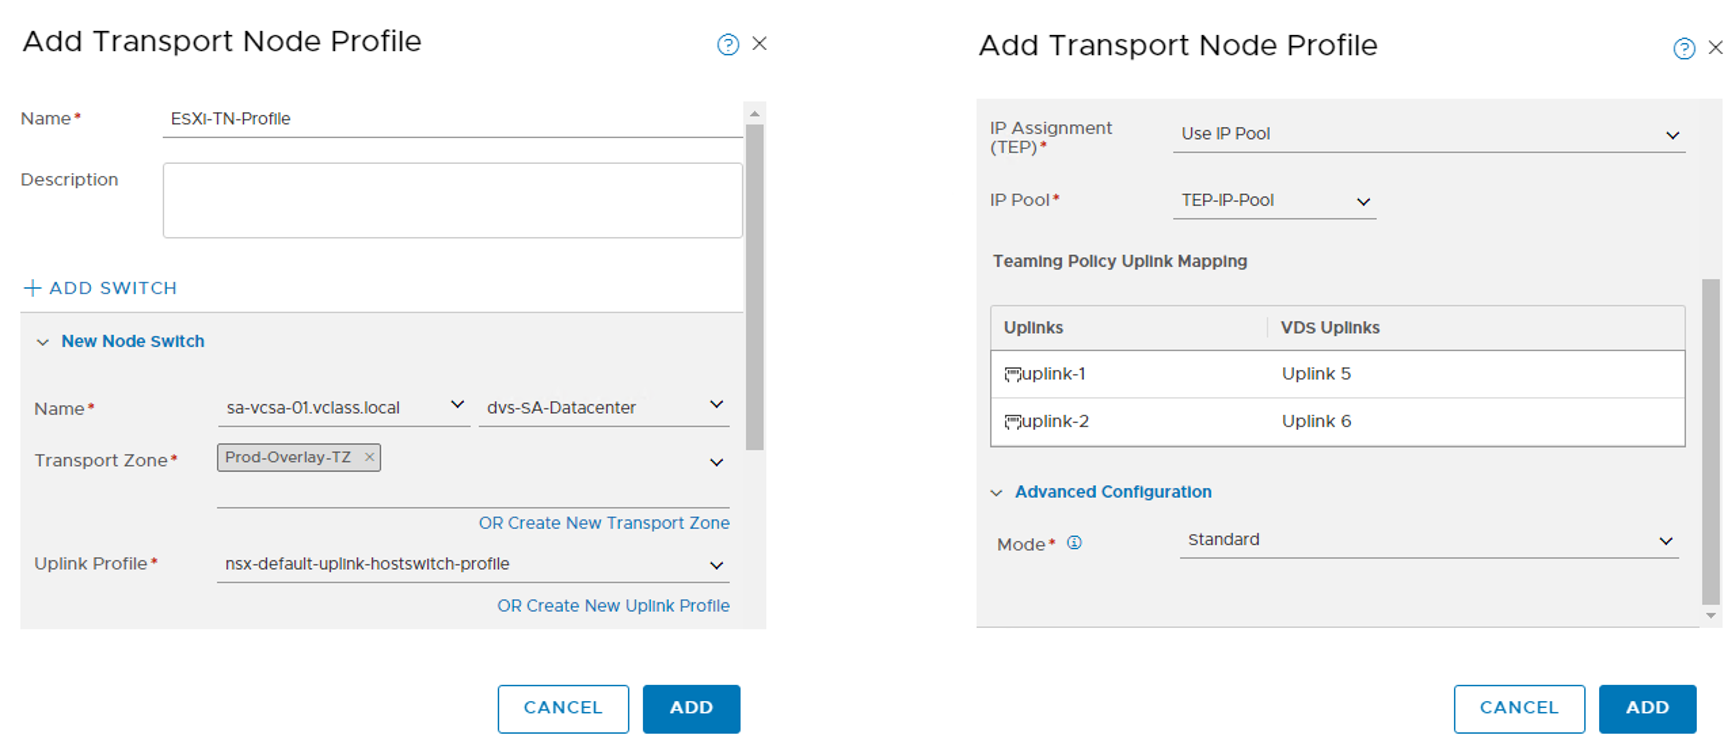 Add Transport Node Profile
Name*
ESXi-TN-Profile
Description
ADD SWITCH
New Node Switch
Name*
sa-vcsa-01.vclass.local
dvs-SA-Datacenter
Transport Zone*
Prod-Overlay-TZ
OR Create New Transport Zone
Uplink Profile*
nsx-default-uplink-hostswitch-profile
OR Create New Uplink Profile
CANCEL
ADD
Add Transport Node Profile
IP Assignment
(TEP)*
Use IP Pool
IP Pool*
TEP-IP-Pool
Teaming Policy Uplink Mapping
Uplinks
VDS Uplinks
uplink-1
Uplink 5
uplink-2
Uplink 6
Advanced Configuration
Mode*
Standard
CANCEL
ADD